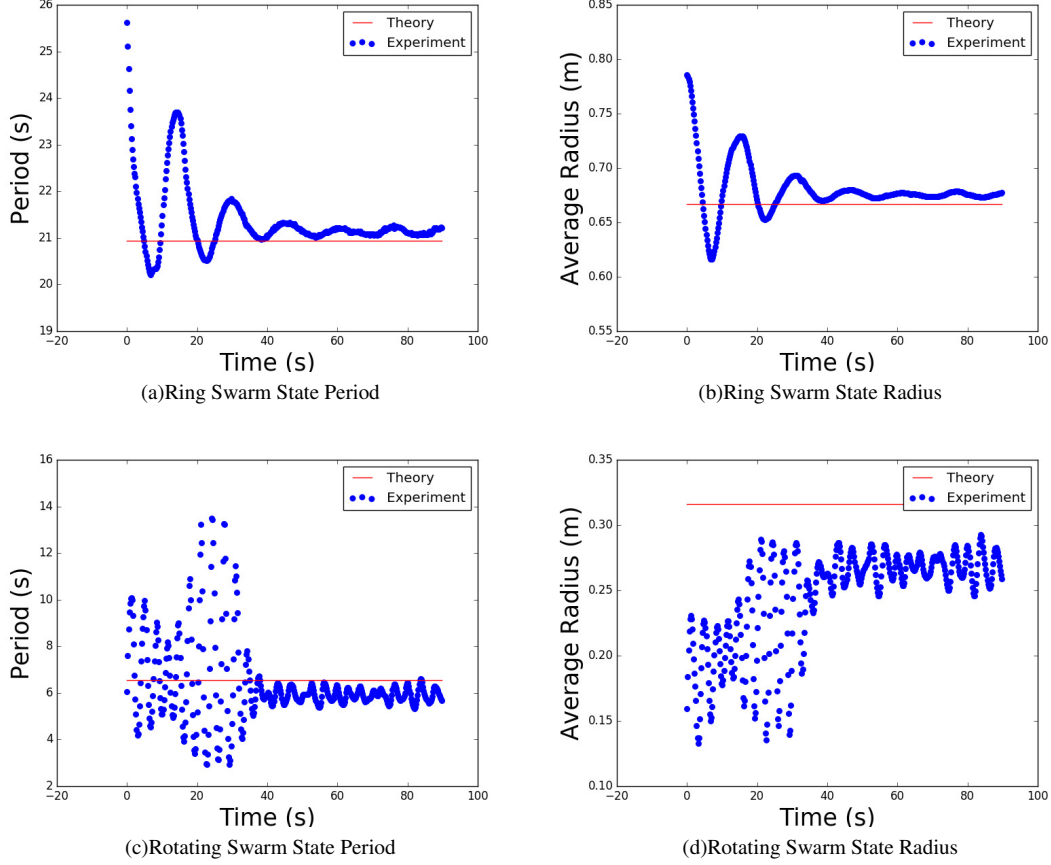 26
25
24
23
22
21
20
19
−20 0 20 40 60 80 100
Period (s)
Time (s)
Theory
Experiment
(a)Ring Swarm State Period
0.85
0.80
0.75
0.70
0.65
0.60
0.55
−20 0 20 40 60 80 100
Average Radius (m)
Time (s)
Theory
Experiment
(b)Ring Swarm State Radius
16
14
12
10
8
6
4
2
−20 0 20 40 60 80 100
Period (s)
Time (s)
Theory
Experiment
(c)Rotating Swarm State Period
0.35
0.30
0.25
0.20
0.15
0.10
−20 0 20 40 60 80 100
Average Radius (m)
Time (s)
Theory
Experiment
(d)Rotating Swarm State Radius